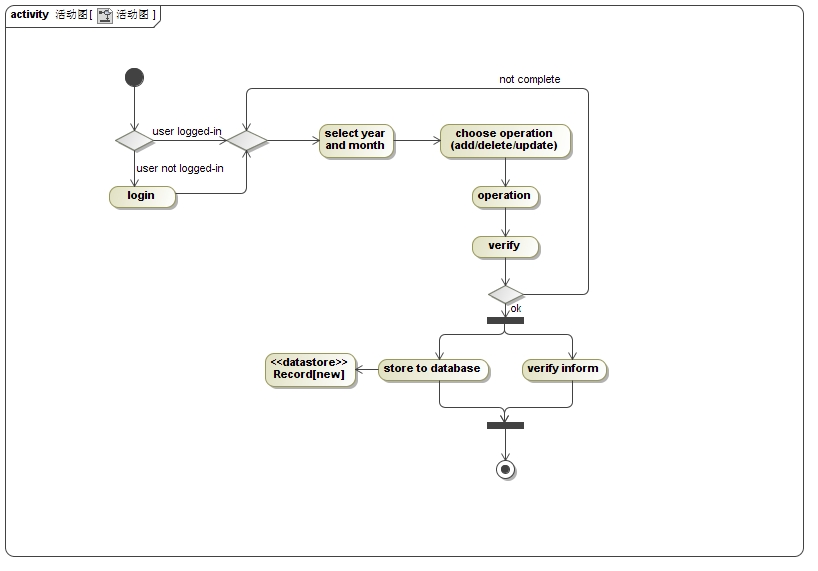 activity 活动图[ 活动图 ]
not complete
user logged-in
select year
and month
choose operation
(add/delete/update)
user not logged-in
login
operation
verify
ok
<<datastore>>
Record[new]
store to database
verify inform